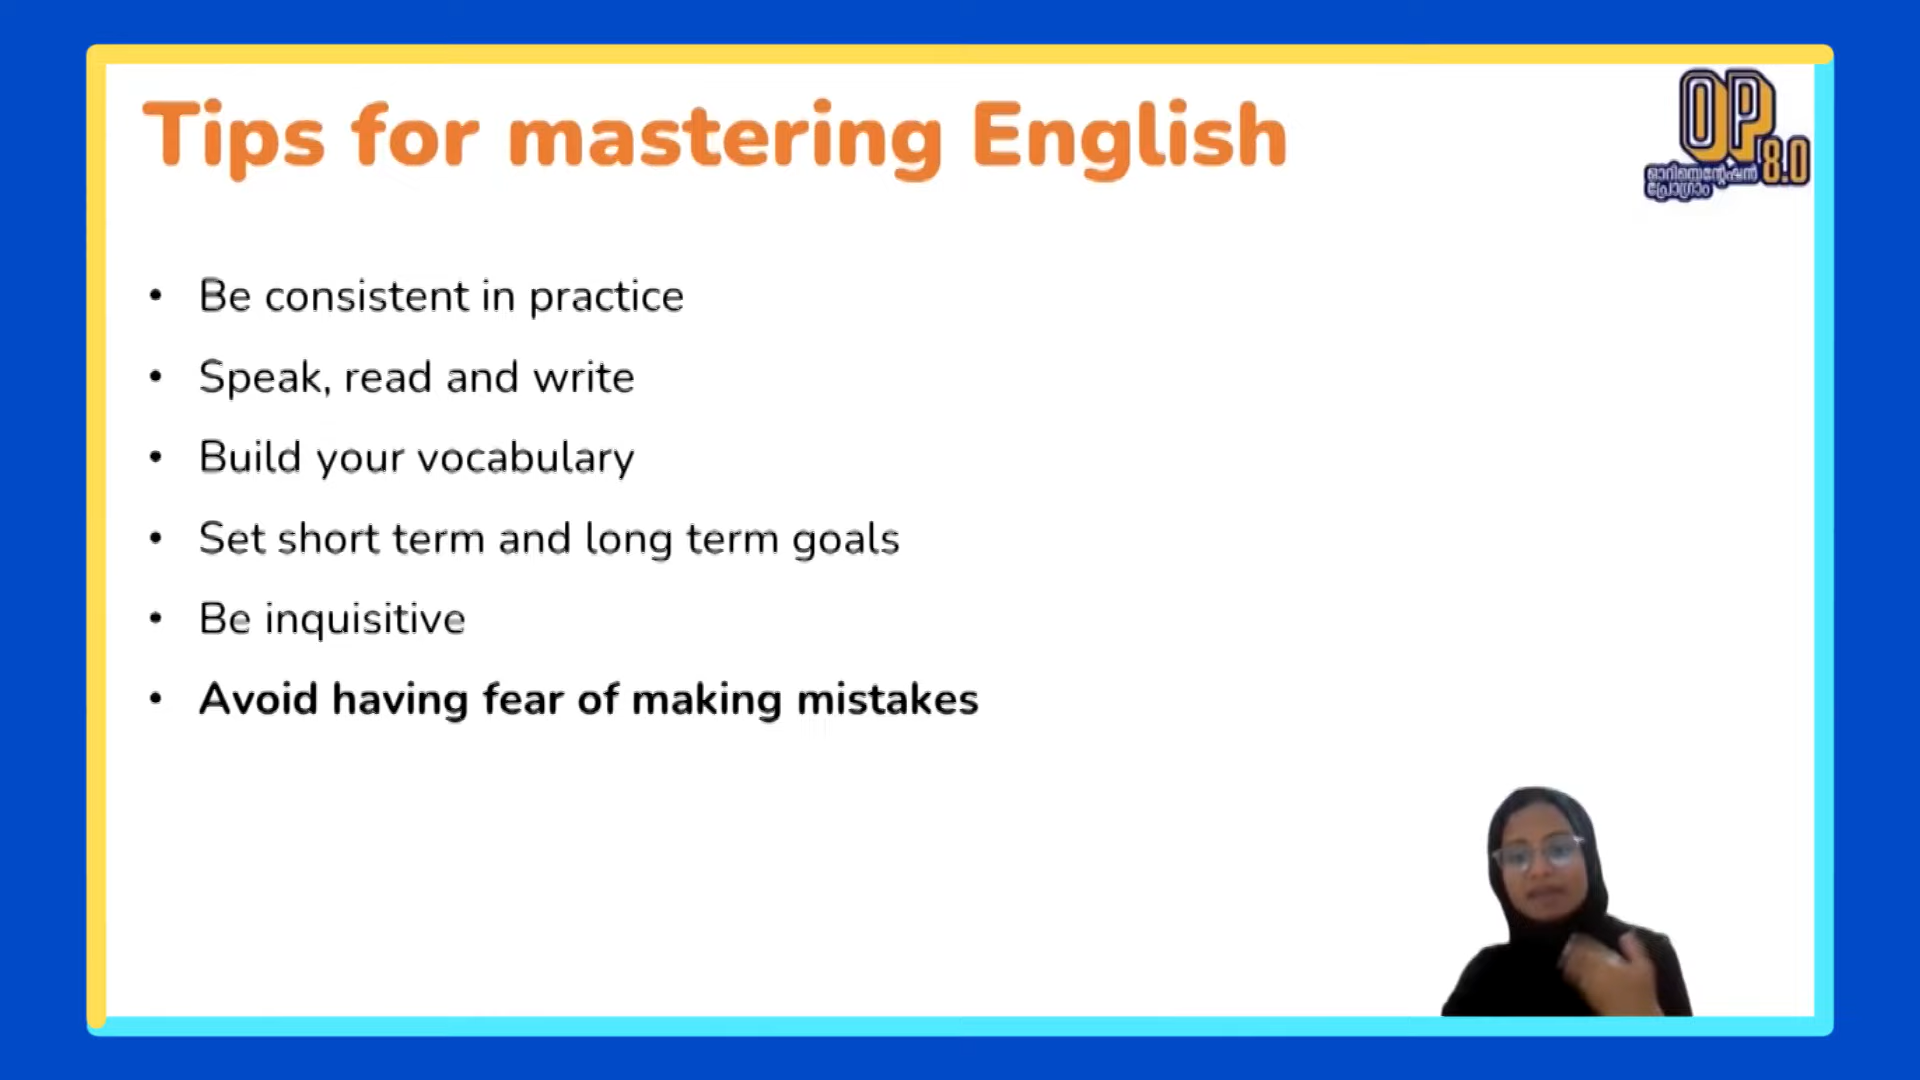 Tips for mastering English
OP
8.0
ഓറിയെന്റേഷൻ
പ്രോഗ്രാം
• Be consistent in practice
• Speak, read and write
• Build your vocabulary
• Set short term and long term goals
• Be inquisitive
• Avoid having fear of making mistakes